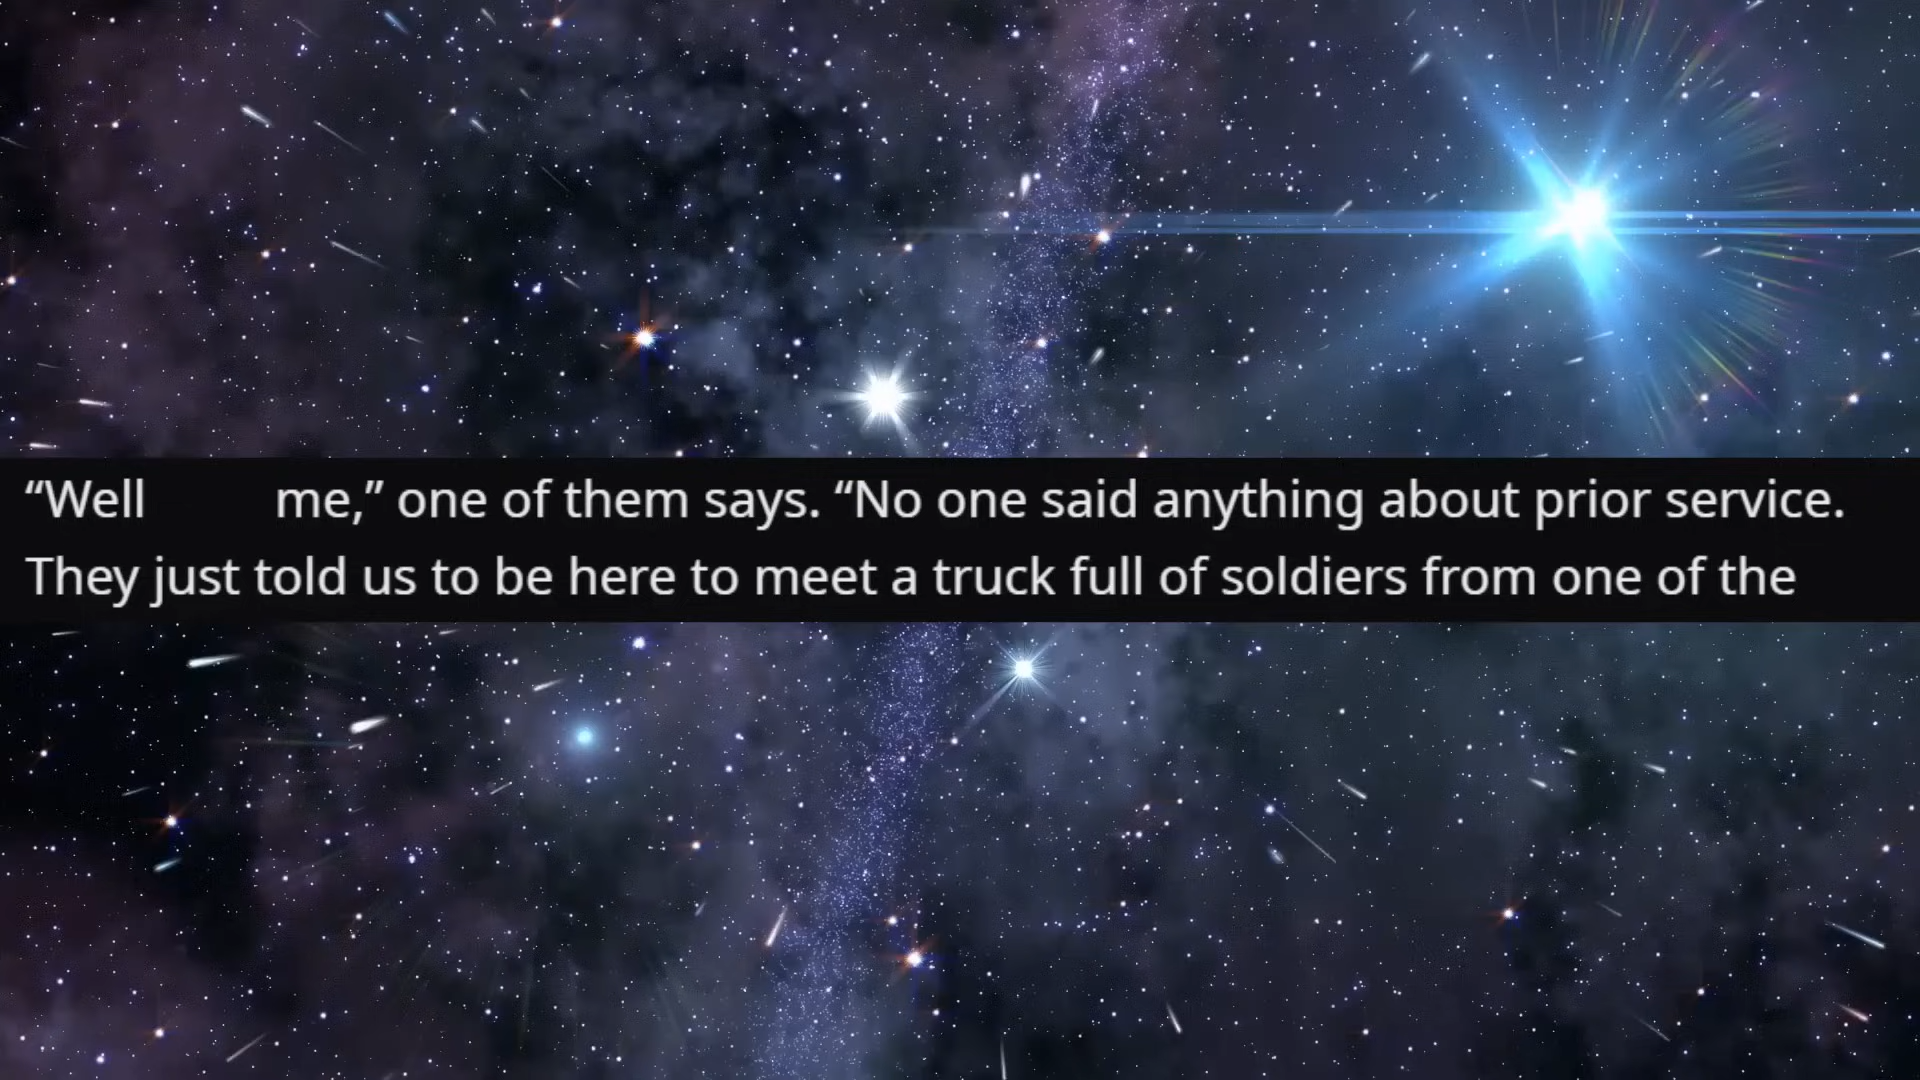 “Well me,” one of them says. “No one said anything about prior service.
They just told us to be here to meet a truck full of soldiers from one of the